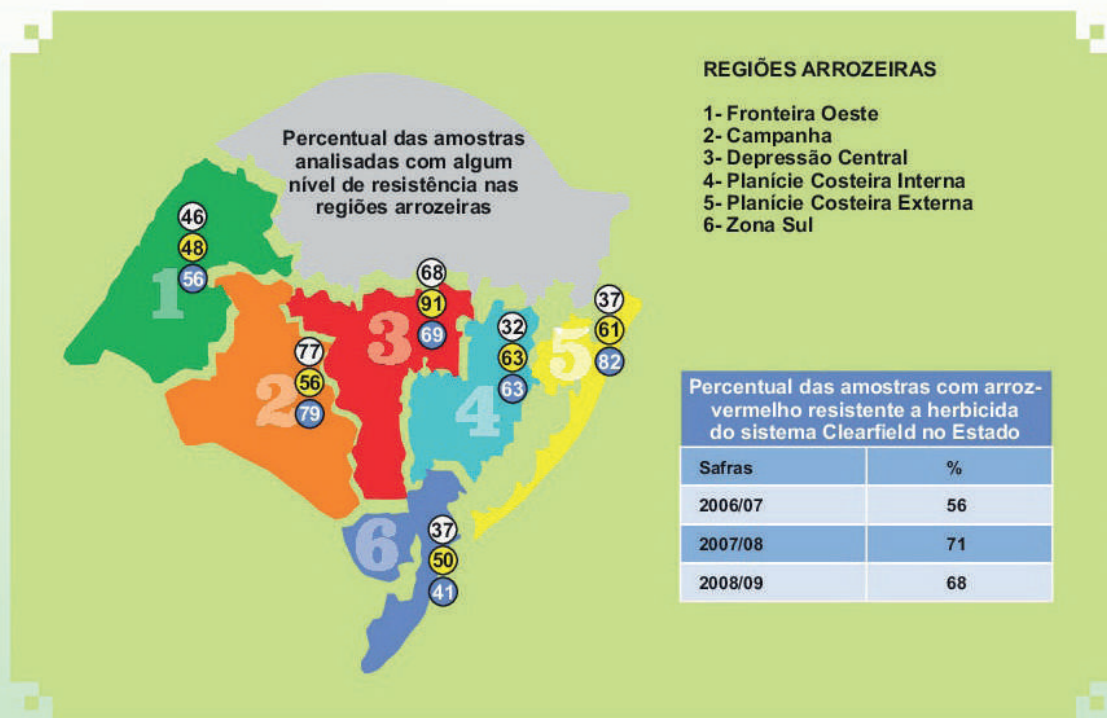 Percentual das amostras
analisadas com algum
nível de resistência nas
regiões arrozeiras
46
48
56
1
77
56
79
2
68
91
69
3
32
63
63
4
37
61
82
5
37
50
41
6
REGIÕES ARROZEIRAS
1- Fronteira Oeste
2- Campanha
3- Depressão Central
4- Planície Costeira Interna
5- Planície Costeira Externa
6- Zona Sul
Percentual das amostras com arroz-
vermelho resistente a herbicida
do sistema Clearfield no Estado
Safras %
2006/07 56
2007/08 71
2008/09 68